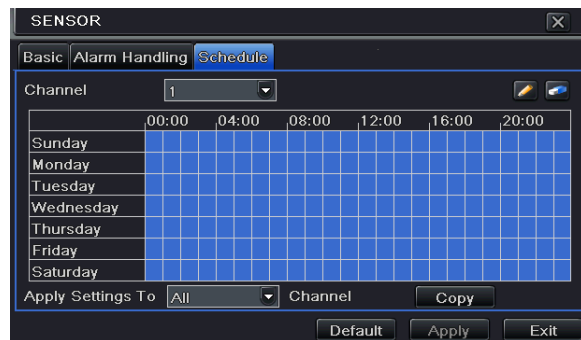 SENSOR
Basic Alarm Handling Schedule
Channel 1
00:00 04:00 08:00 12:00 16:00 20:00
Sunday
Monday
Tuesday
Wednesday
Thursday
Friday
Saturday
Apply Settings To All Channel Copy
Default Apply Exit